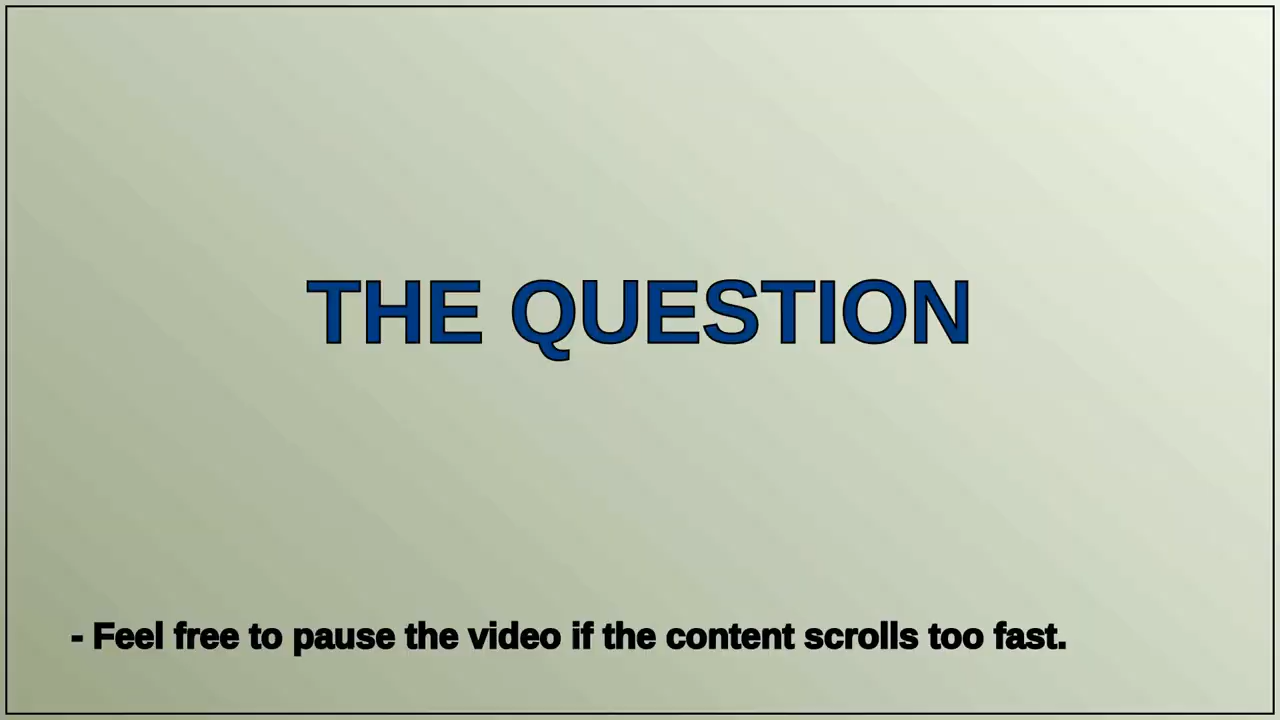 THE QUESTION
- Feel free to pause the video if the content scrolls too fast.